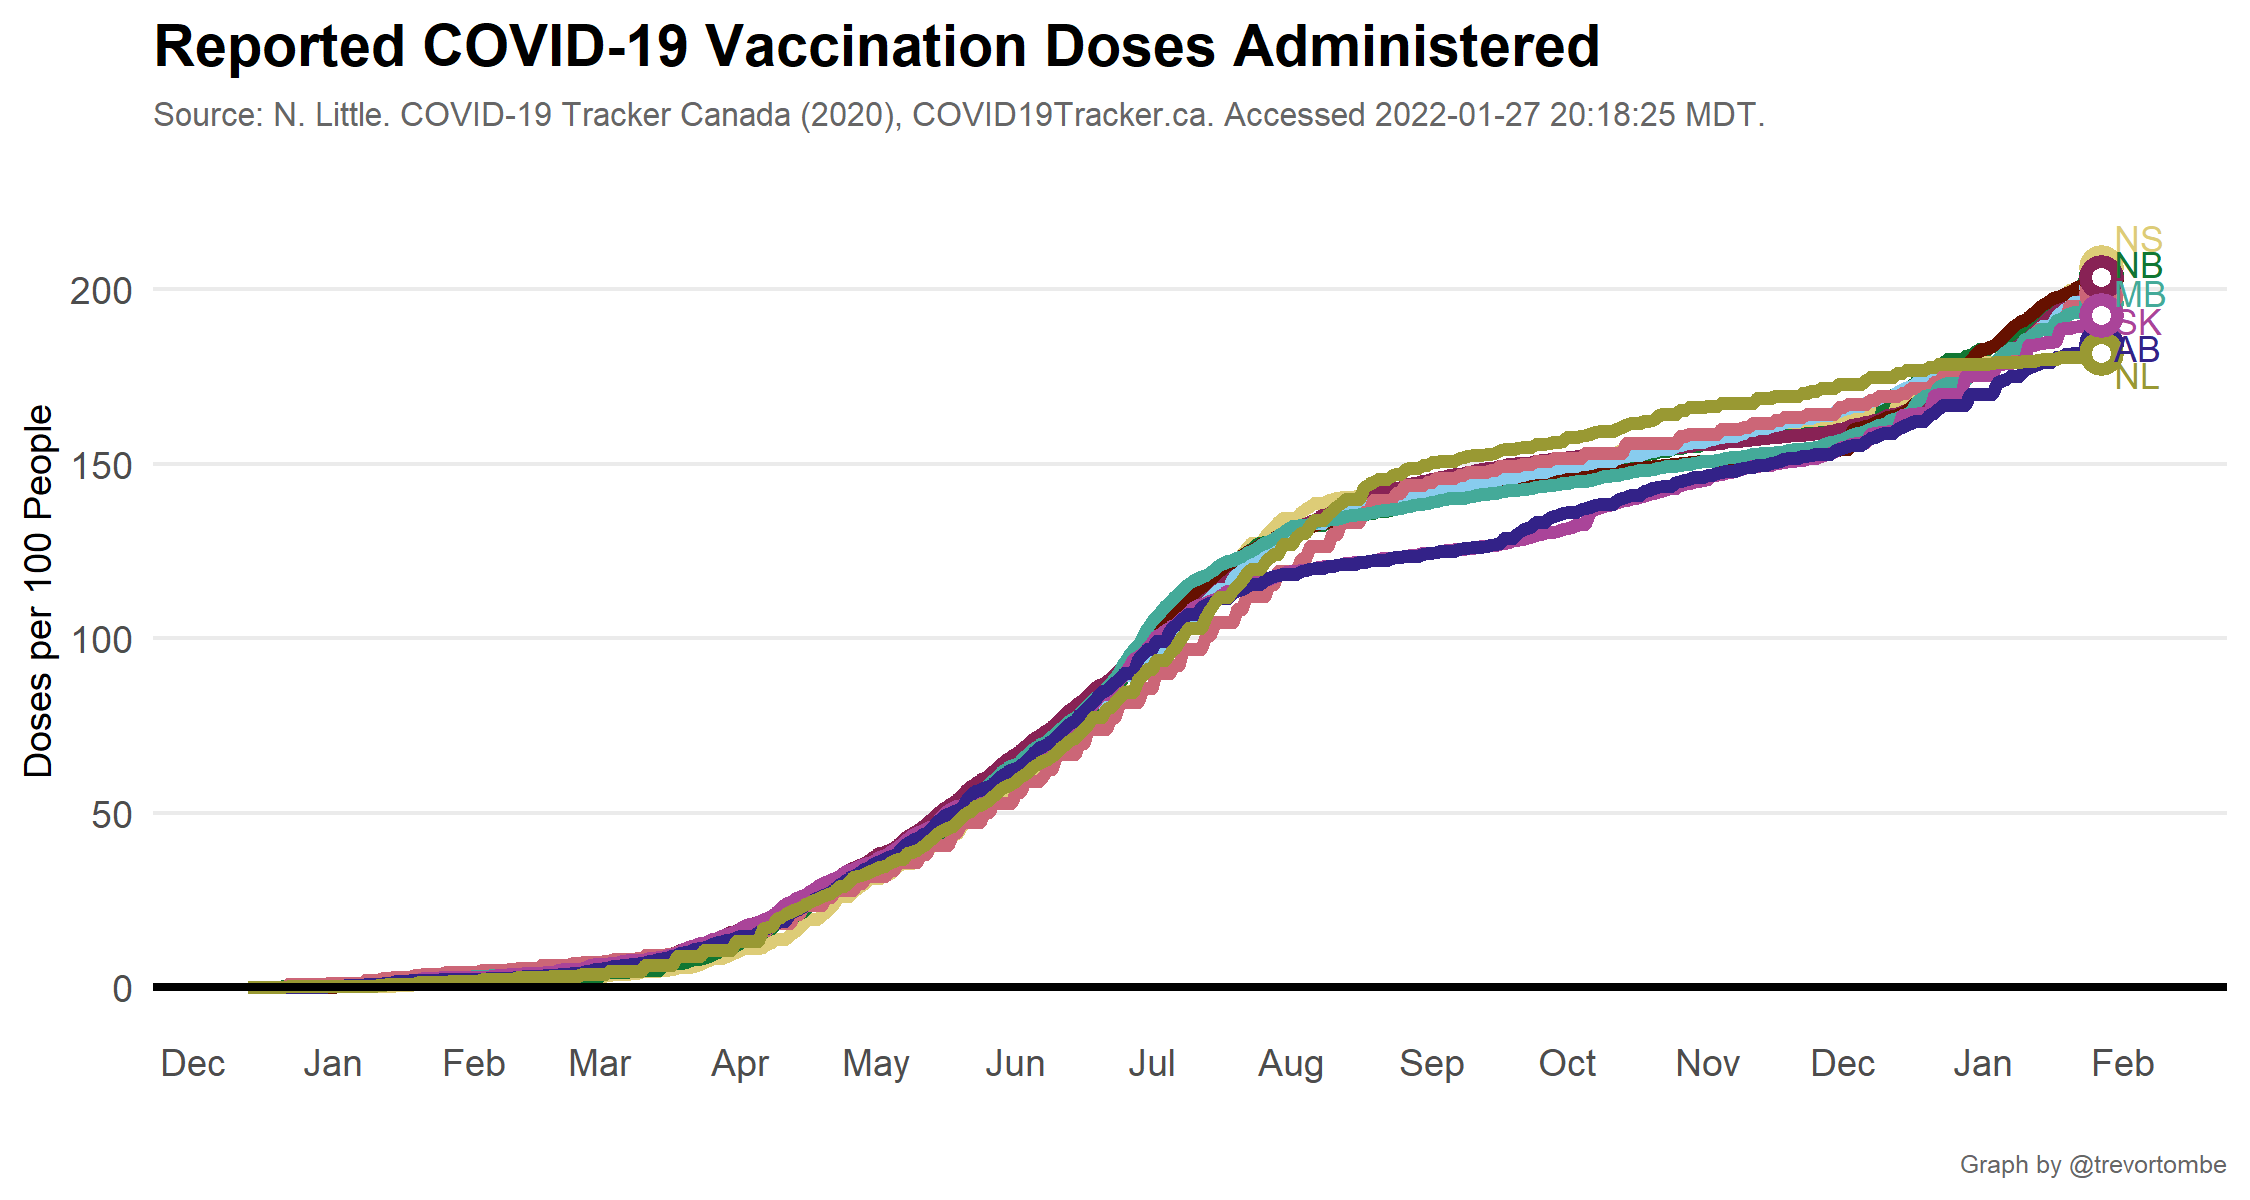 Reported COVID-19 Vaccination Doses Administered
Source: N. Little. COVID-19 Tracker Canada (2020), COVID19Tracker.ca. Accessed 2022-01-27 20:18:25 MDT.
Doses per 100 People
200
150
100
50
0
NS
NB
MB
SK
AB
NL
Dec Jan Feb Mar Apr May Jun Jul Aug Sep Oct Nov Dec Jan Feb
Graph by @trevortombe